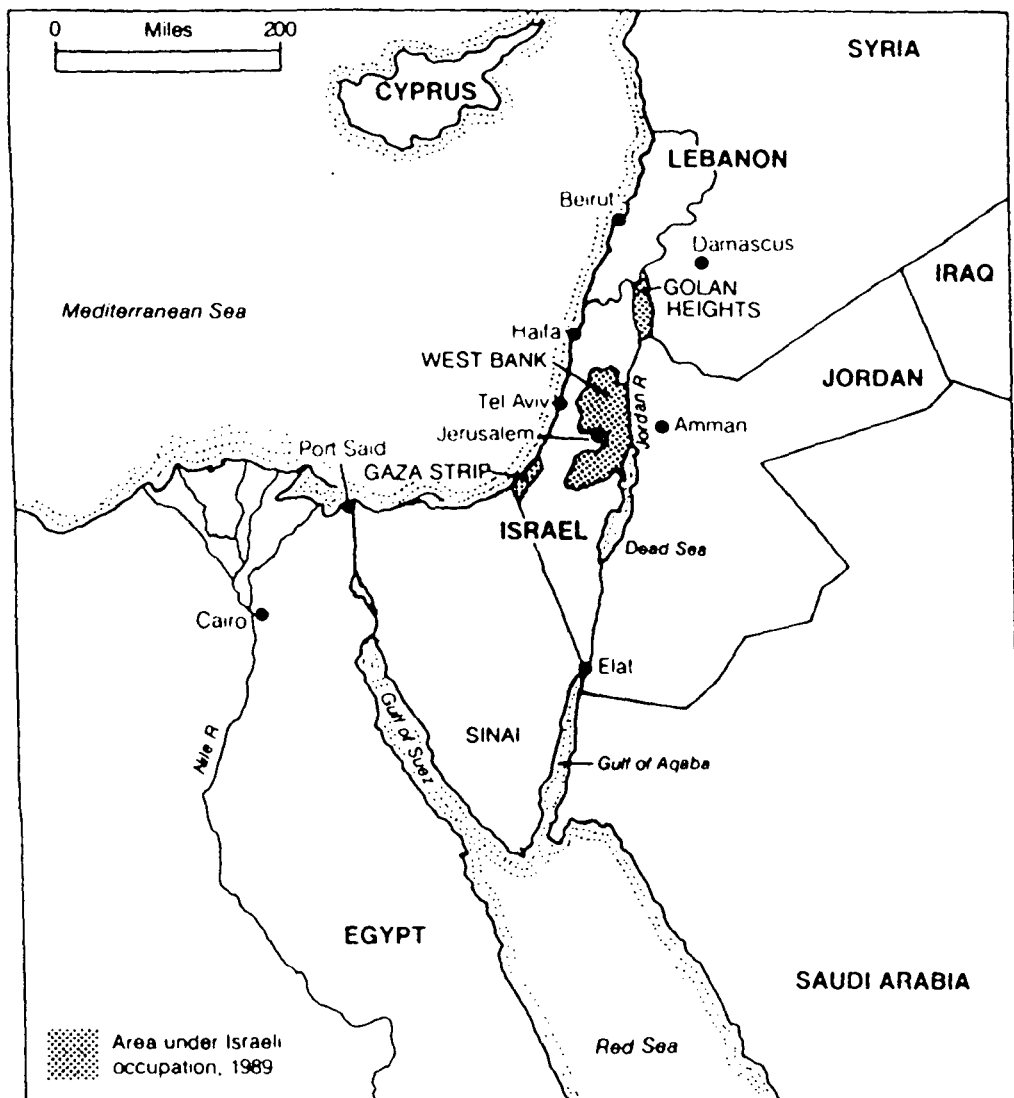 0 Miles 200
SYRIA
CYPRUS
LEBANON
Beirut
Damascus
IRAQ
GOLAN
HEIGHTS
Mediterranean Sea
Haifa
WEST BANK
JORDAN
Tel Aviv
Jordan R
Jerusalem
Amman
Port Said
GAZA STRIP
ISRAEL
Dead Sea
Cairo
Elat
Gulf of Suez
SINAI
Nile R
Gulf of Aqaba
EGYPT
SAUDI ARABIA
Red Sea
Area under Israeli
occupation, 1989